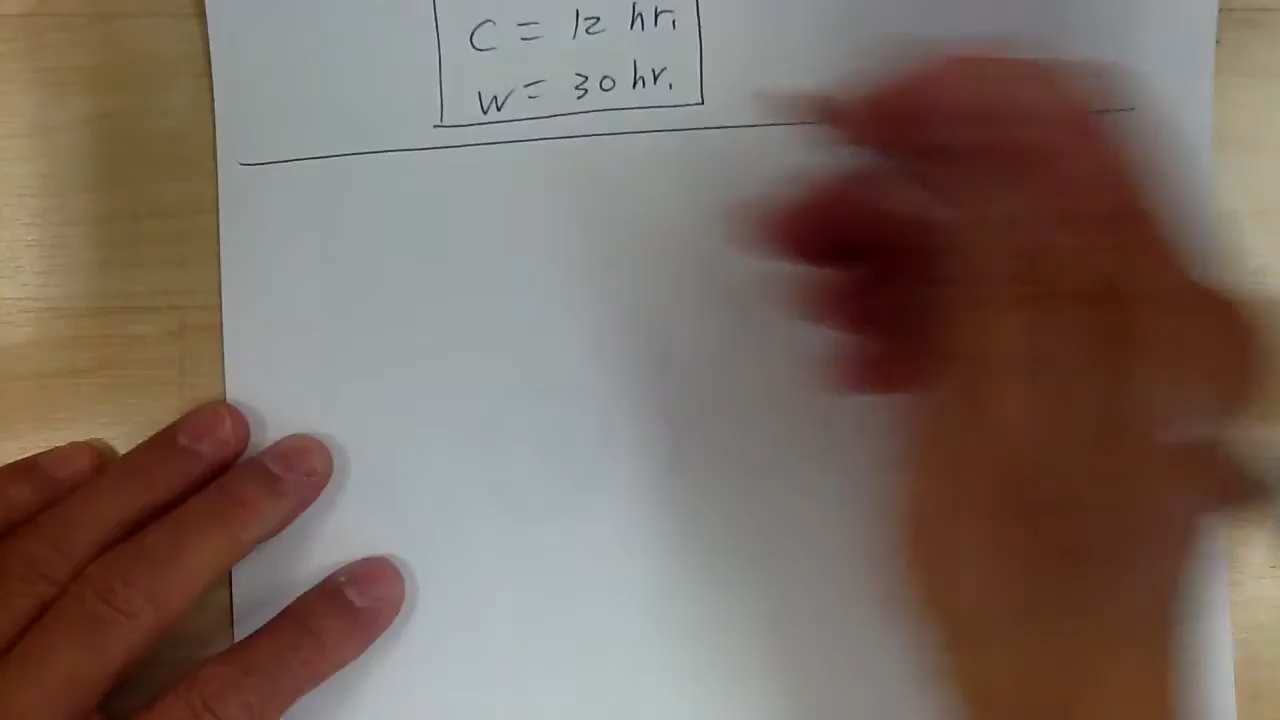 C = 12 hr.
W = 30 hr.